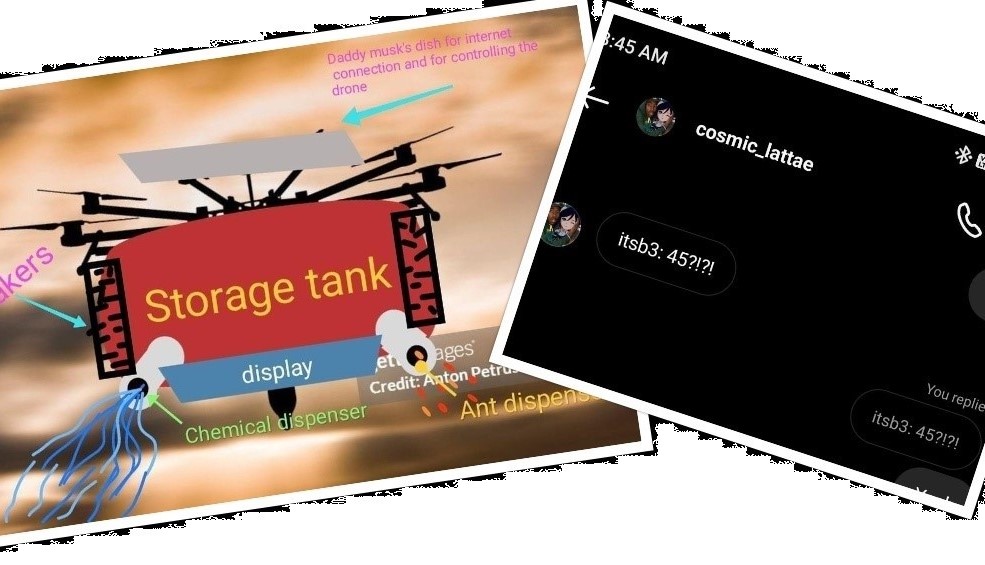 Daddy musk's dish for internet
connection and for controlling the
drone
akers
Storage tank
display
ages
Credit: Anton
Chemical dispenser
Ant dispens
:45 AM
cosmic_lattae
itsb3: 45?!?!
You replie
itsb3: 45?!?!